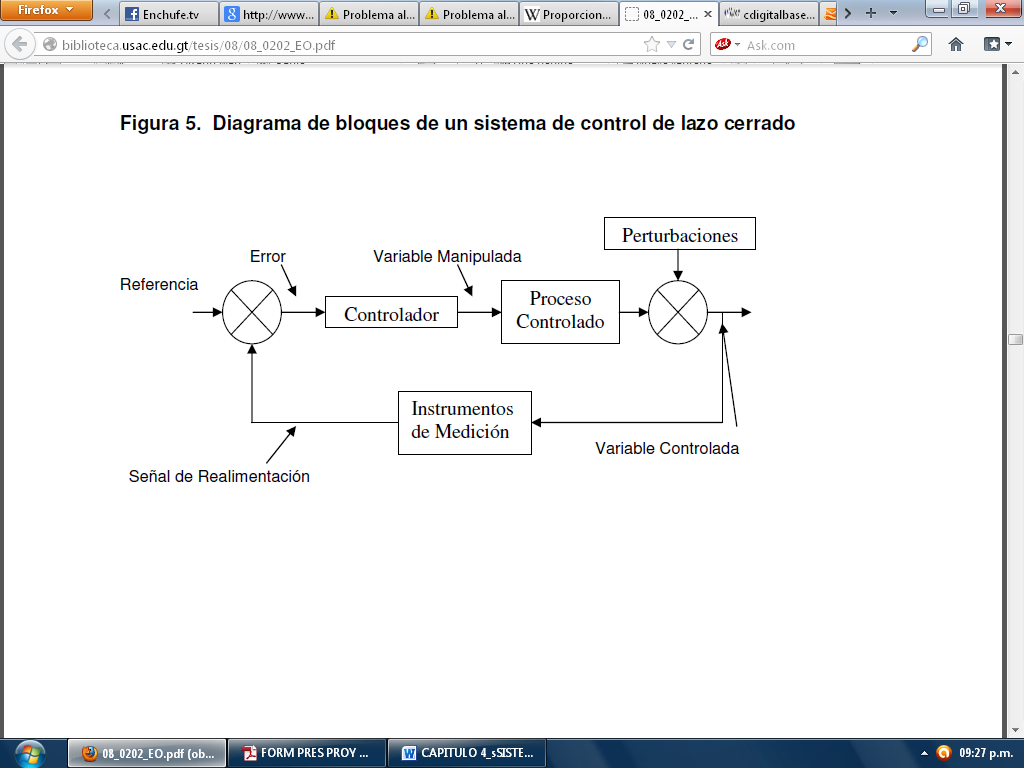 Firefox
Enchufe.tv
http://www...
Problema al...
Problema al...
Proporcion...
08_0202_...
cdigitalbase...
biblioteca.usac.edu.gt/tesis/08/08_0202_EO.pdf
Ask
Ask.com
Figura 5. Diagrama de bloques de un sistema de control de lazo cerrado
Perturbaciones
Error
Variable Manipulada
Referencia
Controlador
Proceso
Controlado
Instrumentos
de Medición
Variable Controlada
Señal de Realimentación
08_0202_EO.pdf (ob...
FORM PRES PROY ...
CAPITULO 4_sSISTE...
09:27 p.m.